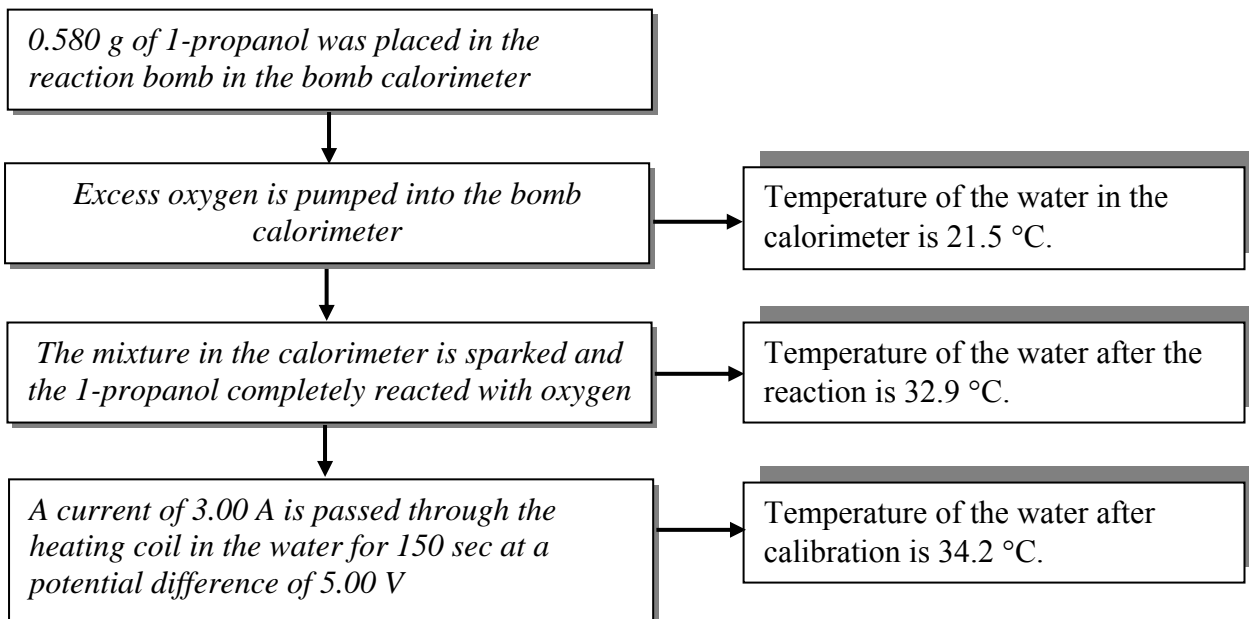 0.580 g of 1-propanol was placed in the
reaction bomb in the bomb calorimeter
Excess oxygen is pumped into the bomb
calorimeter
Temperature of the water in the
calorimeter is 21.5 °C.
The mixture in the calorimeter is sparked and
the 1-propanol completely reacted with oxygen
Temperature of the water after the
reaction is 32.9 °C.
A current of 3.00 A is passed through the
heating coil in the water for 150 sec at a
potential difference of 5.00 V
Temperature of the water after
calibration is 34.2 °C.